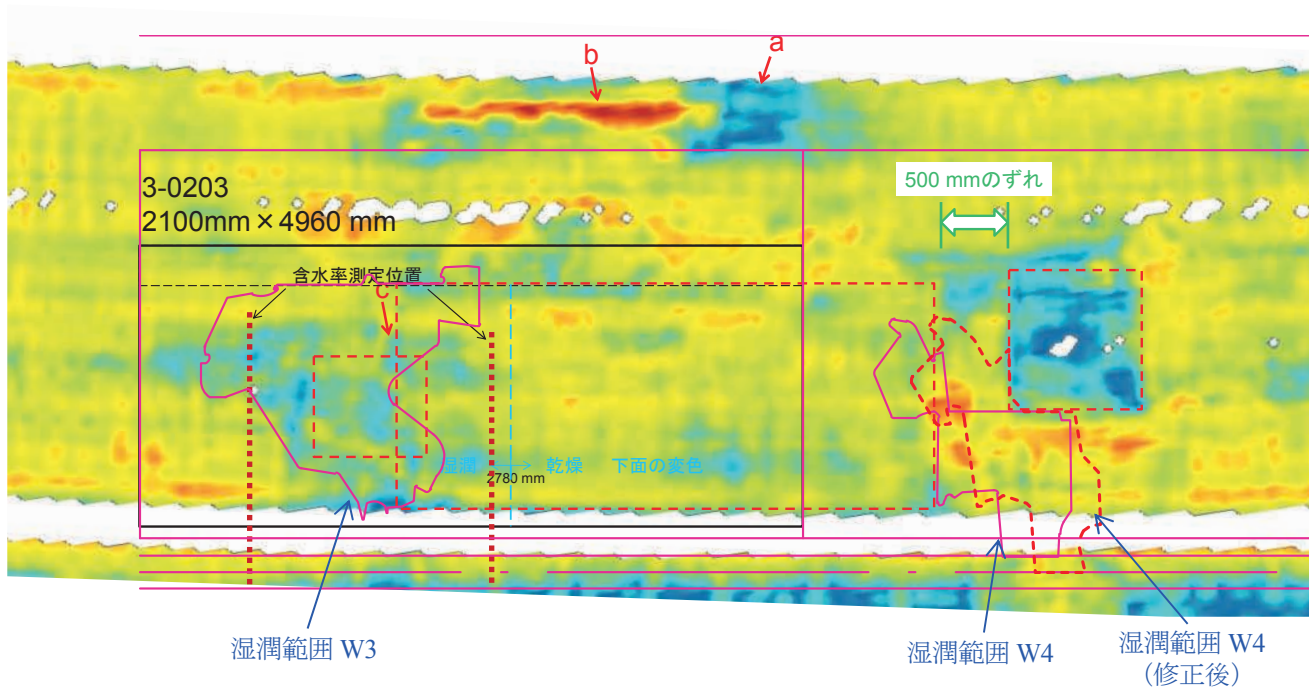 a
b
3-0203
2100mm×4960 mm
500 mmのずれ
含水率測定位置
c
湿潤
乾燥
下面の変色
2780 mm
湿潤範囲 W3
湿潤範囲 W4
湿潤範囲 W4
（修正後）